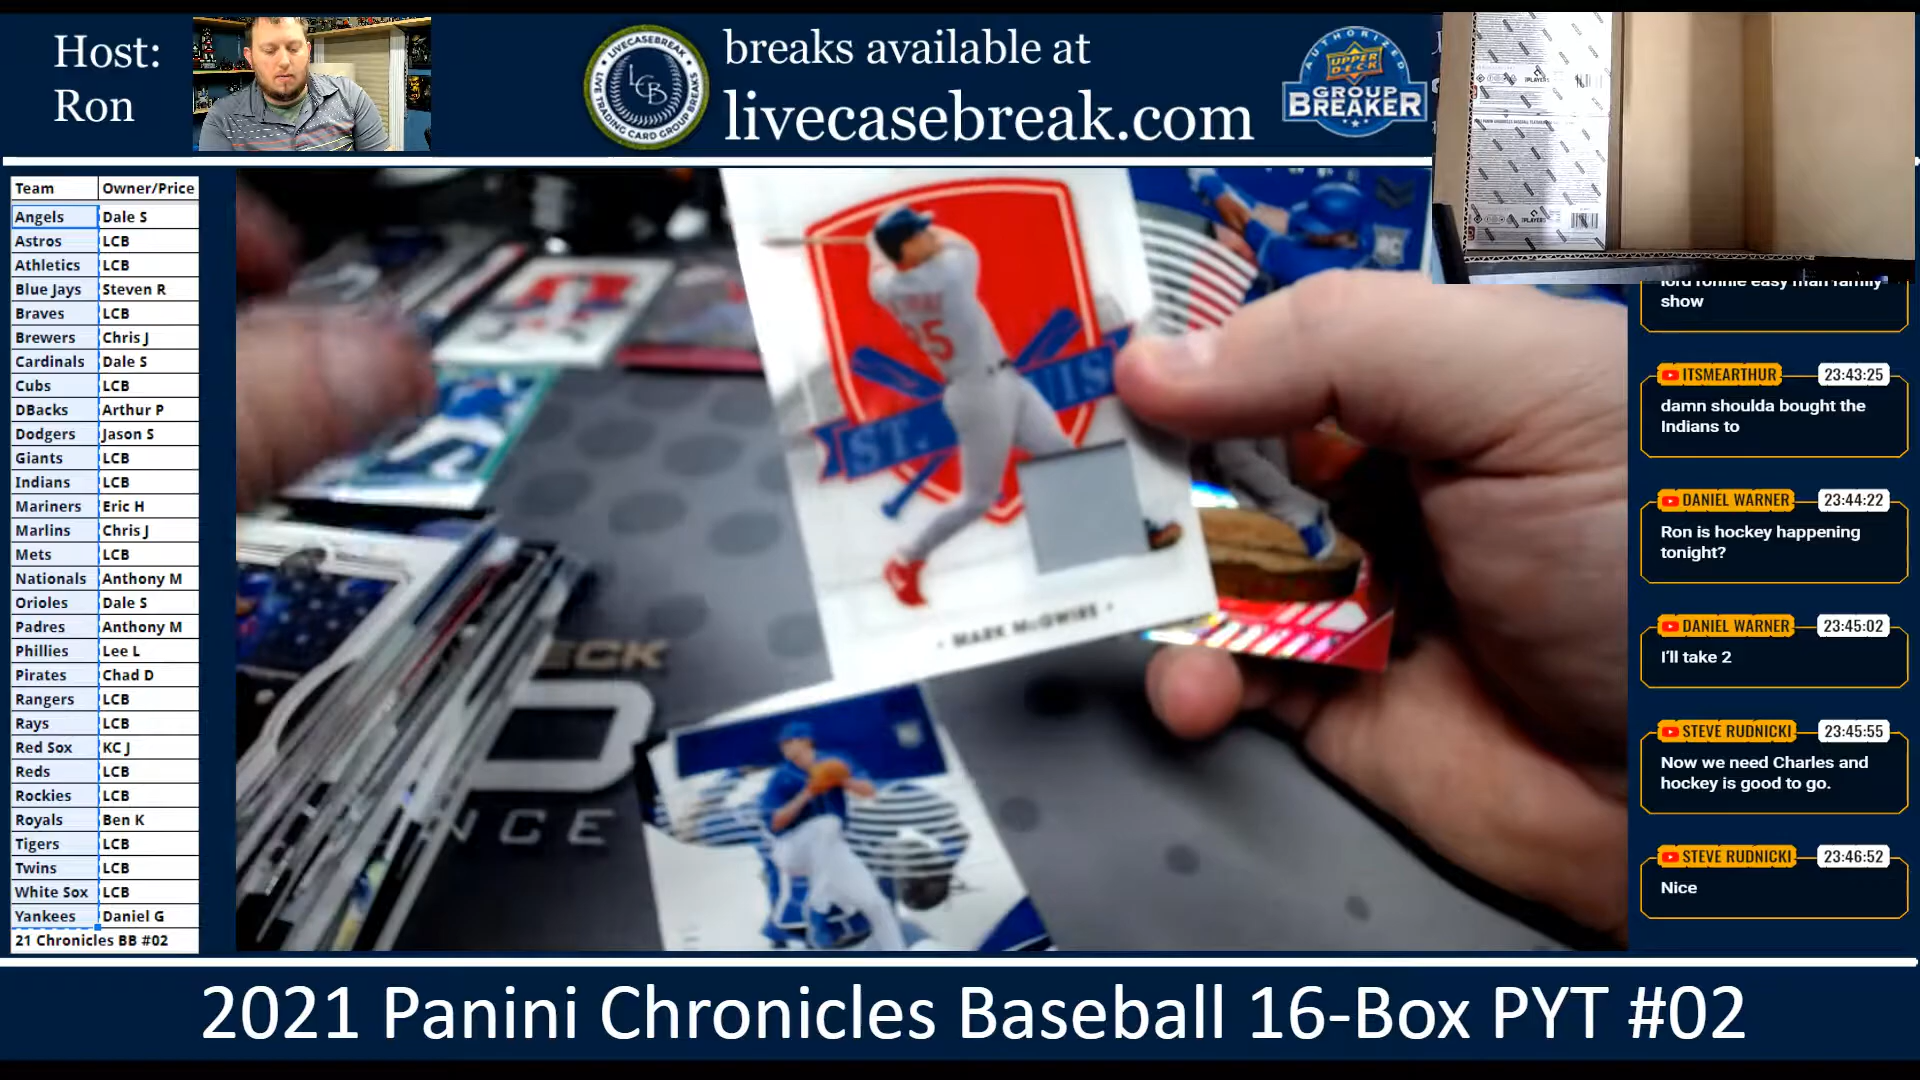 Host:
Ron
LIVECASEBREAK
LCB
LIVE TRADING CARD GROUP BREAKS
breaks available at
livecasebreak.com
AUTHORIZED
UPPER
DECK
GROUP
BREAKER
Team Owner/Price
Angels Dale S
Astros LCB
Athletics LCB
Blue Jays Steven R
Braves LCB
Brewers Chris J
Cardinals Dale S
Cubs LCB
DBacks Arthur P
Dodgers Jason S
Giants LCB
Indians LCB
Mariners Eric H
Marlins Chris J
Mets LCB
Nationals Anthony M
Orioles Dale S
Padres Anthony M
Phillies Lee L
Pirates Chad D
Rangers LCB
Rays LCB
Red Sox KC J
Reds LCB
Rockies LCB
Royals Ben K
Tigers LCB
Twins LCB
White Sox LCB
Yankees Daniel G
21 Chronicles BB #02
25
ST.
MARK McGWIRE
show
ITSMEARTHUR 23:43:25
damn shoulda bought the
Indians to
DANIEL WARNER 23:44:22
Ron is hockey happening
tonight?
DANIEL WARNER 23:45:02
I'll take 2
STEVE RUDNICKI 23:45:55
Now we need Charles and
hockey is good to go.
STEVE RUDNICKI 23:46:52
Nice
2021 Panini Chronicles Baseball 16-Box PYT #02